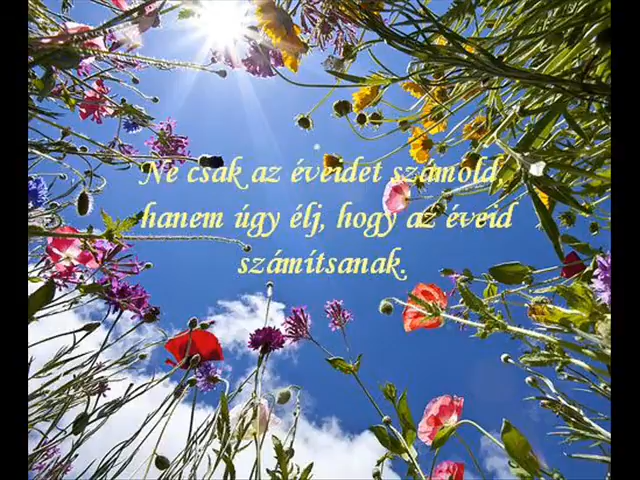 Ne csak az éveidet számold,
hanem úgy élj, hogy az éveid
számítsanak.